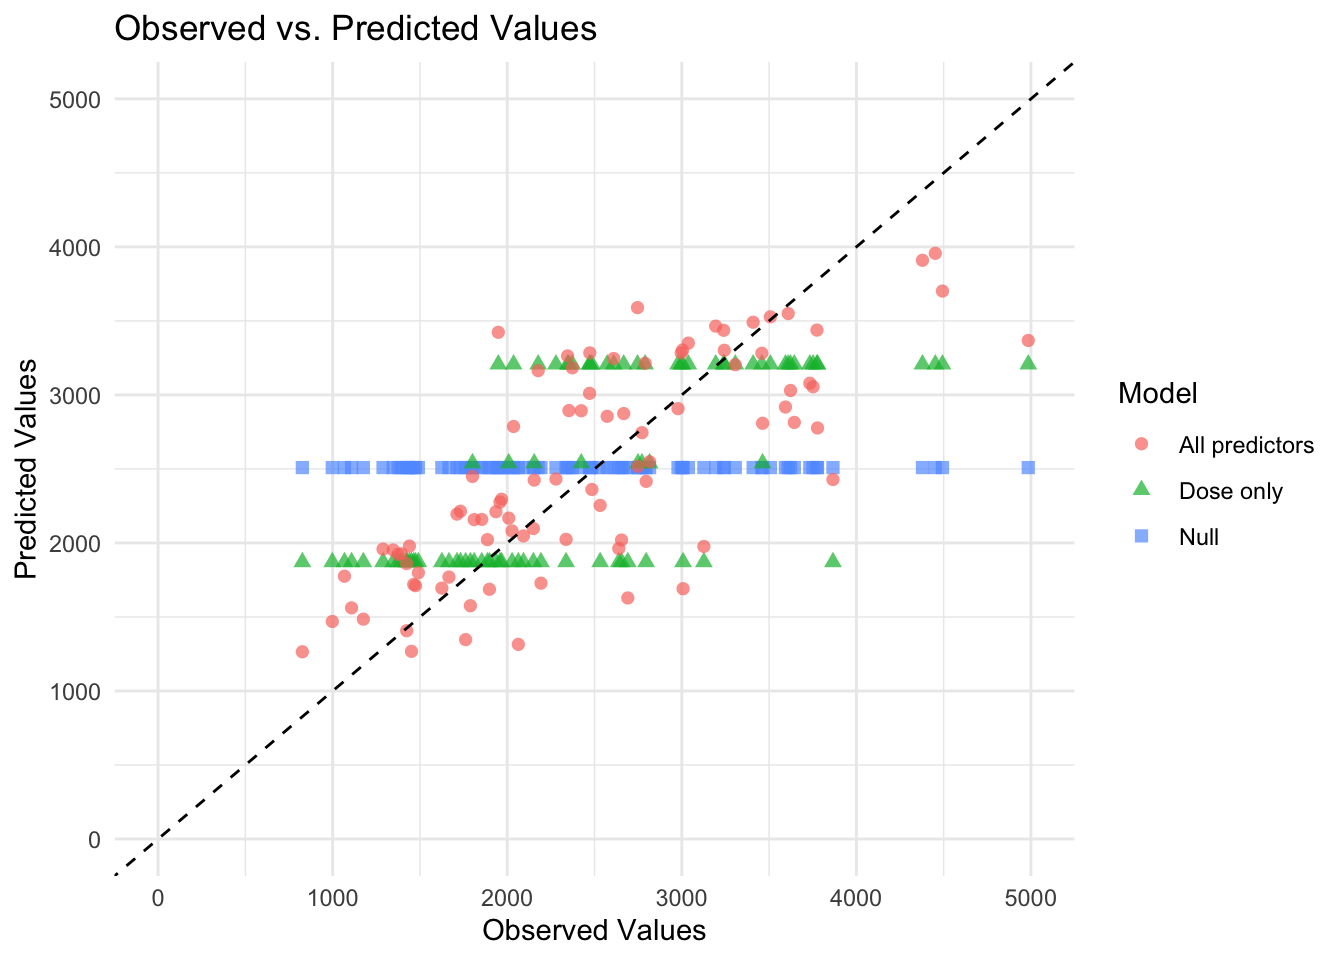 Observed vs. Predicted Values
Predicted Values
5000
4000
3000
2000
1000
0
0 1000 2000 3000 4000 5000
Observed Values
Model
All predictors
Dose only
Null